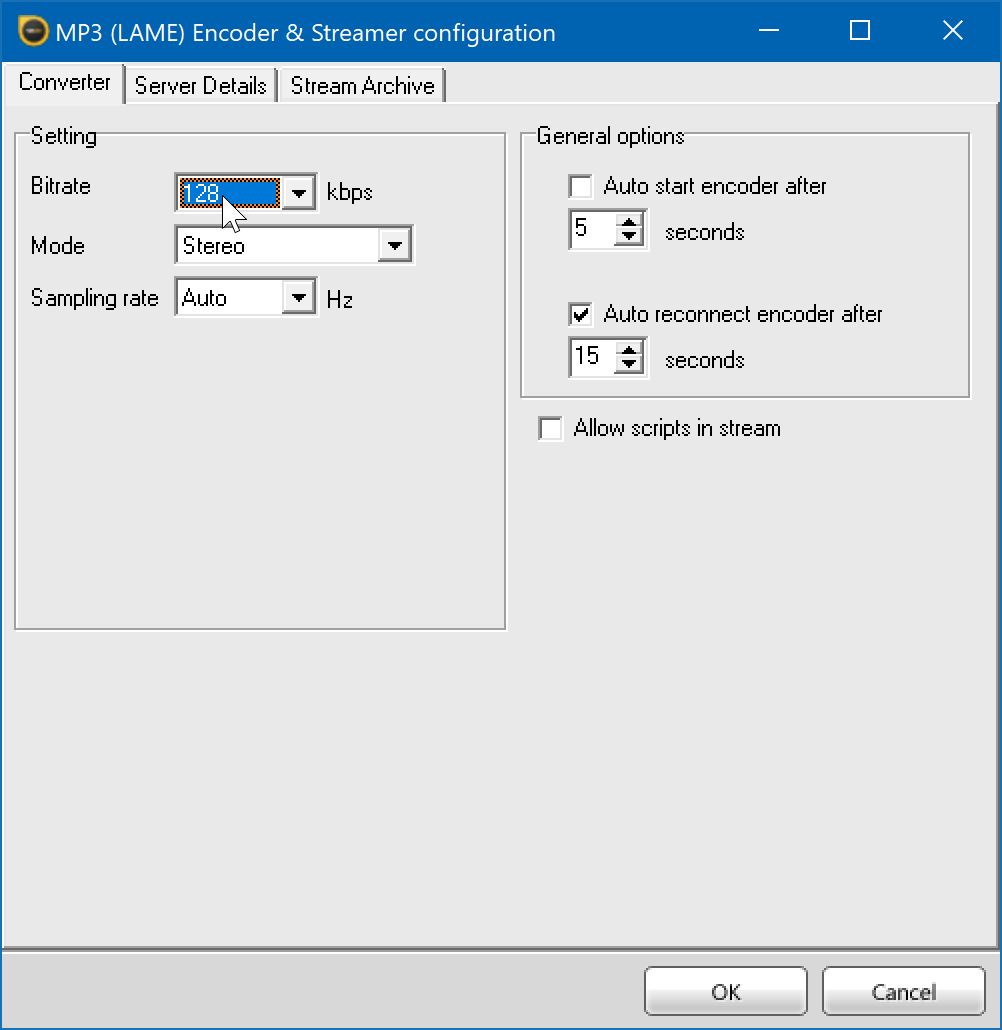 MP3 (LAME) Encoder & Streamer configuration
Converter Server Details Stream Archive
Setting
Bitrate 128 kbps
Mode Stereo
Sampling rate Auto Hz
General options
Auto start encoder after
5 seconds
Auto reconnect encoder after
15 seconds
Allow scripts in stream
OK Cancel